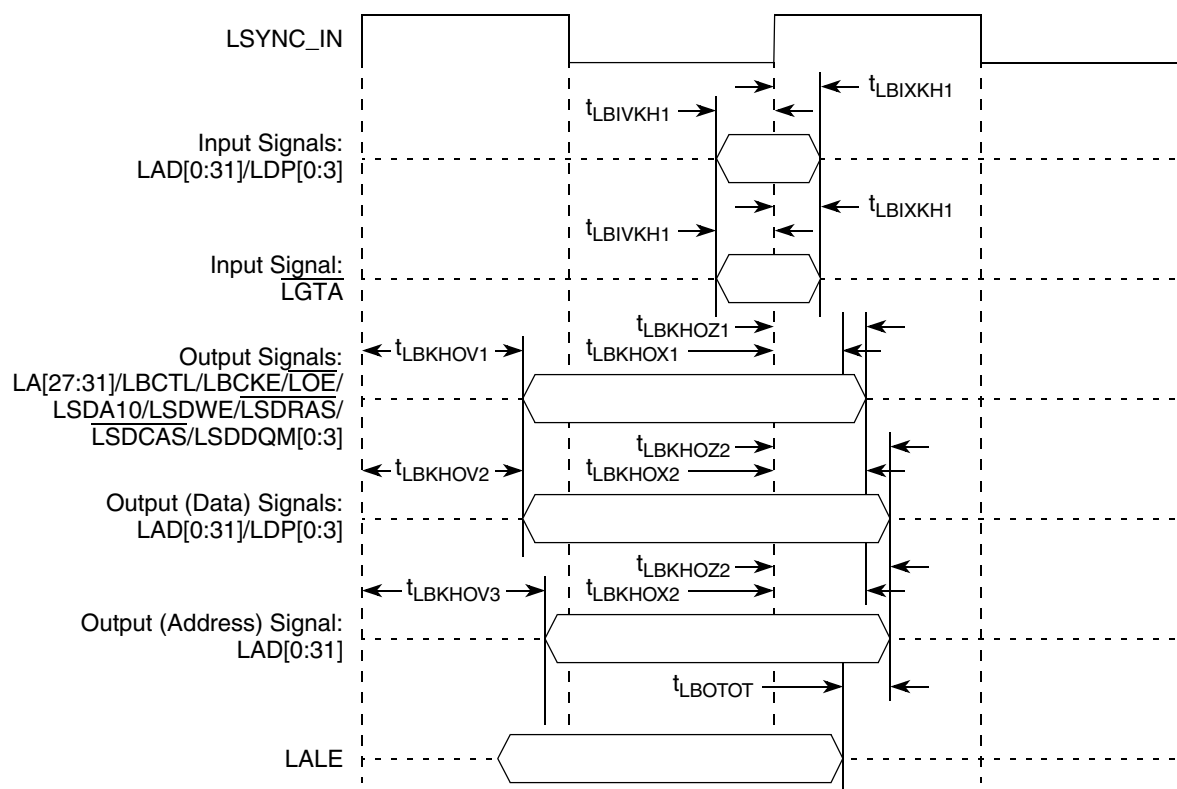 LSYNC_IN
tLBIXKH1
tLBIVKH1
Input Signals:
LAD[0:31]/LDP[0:3]
tLBIXKH1
tLBIVKH1
Input Signal:
LGTA
tLBKHOZ1
tLBKHOV1
tLBKHOX1
Output Signals:
LA[27:31]/LBCTL/LBCKE/LOE/
LSDA10/LSDWE/LSDRAS/
LSDCAS/LSDDQM[0:3]
tLBKHOZ2
tLBKHOV2
tLBKHOX2
Output (Data) Signals:
LAD[0:31]/LDP[0:3]
tLBKHOZ2
tLBKHOV3
tLBKHOX2
Output (Address) Signal:
LAD[0:31]
tLBOTOT
LALE